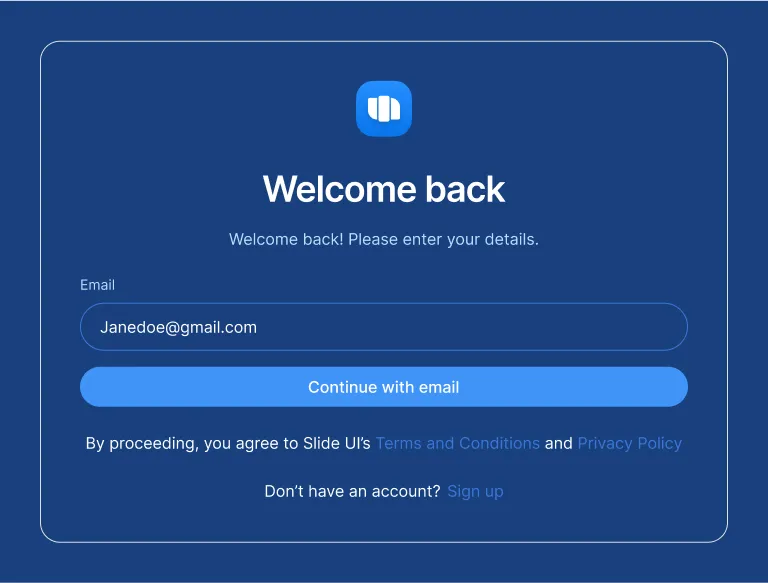 Welcome back
Welcome back! Please enter your details.
Email
Janedoe@gmail.com
Continue with email
By proceeding, you agree to Slide UI’s Terms and Conditions and Privacy Policy
Don’t have an account? Sign up